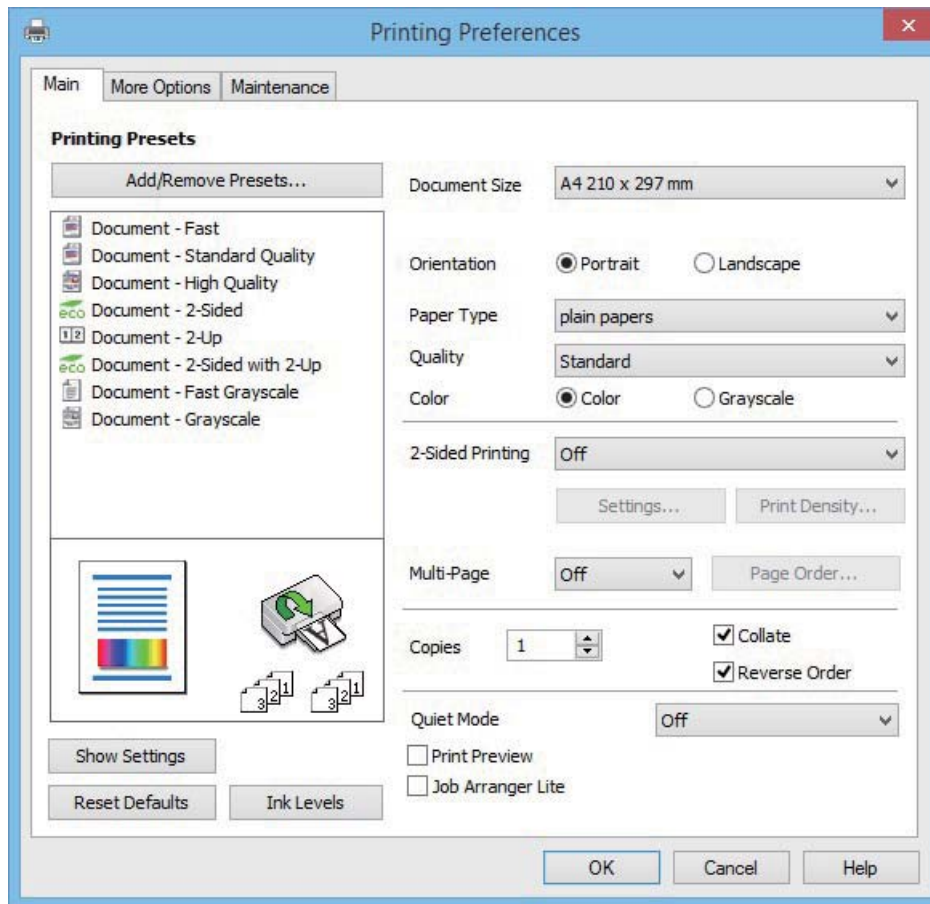 Printing Preferences
Main
More Options
Maintenance
Printing Presets
Add/Remove Presets...
Document - Fast
Document - Standard Quality
Document - High Quality
eco Document - 2-Sided
12 Document - 2-Up
eco Document - 2-Sided with 2-Up
Document - Fast Grayscale
Document - Grayscale
A
3 2 1
3 2 1
Show Settings
Reset Defaults
Ink Levels
Document Size
A4 210 x 297 mm
Orientation
Portrait
Landscape
Paper Type
plain papers
Quality
Standard
Color
Color
Grayscale
2-Sided Printing
Off
Settings...
Print Density...
Multi-Page
Off
Page Order...
Copies
1
Collate
Reverse Order
Quiet Mode
Off
Print Preview
Job Arranger Lite
OK
Cancel
Help